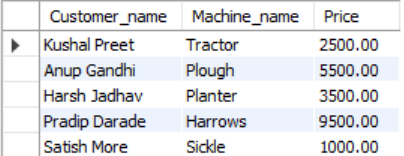 Customer_name Machine_name Price
Kushal Preet Tractor 2500.00
Anup Gandhi Plough 5500.00
Harsh Jadhav Planter 3500.00
Pradip Darade Harrows 9500.00
Satish More Sickle 1000.00